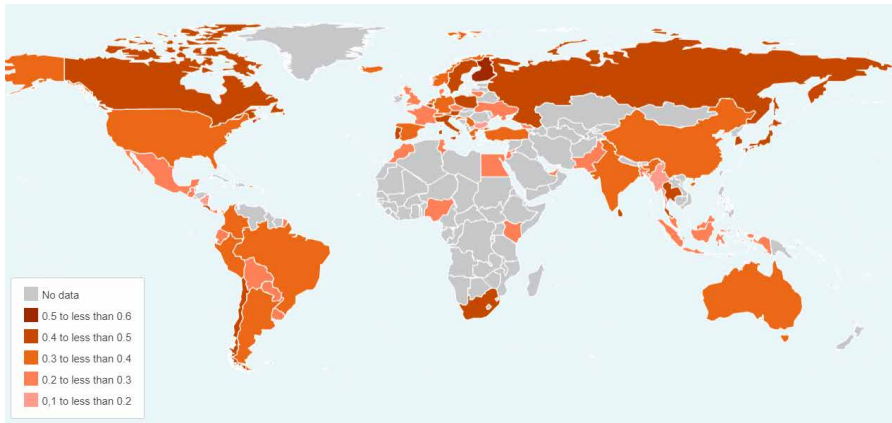 No data
0.5 to less than 0.6
0.4 to less than 0.5
0.3 to less than 0.4
0.2 to less than 0.3
0,1 to less than 0.2